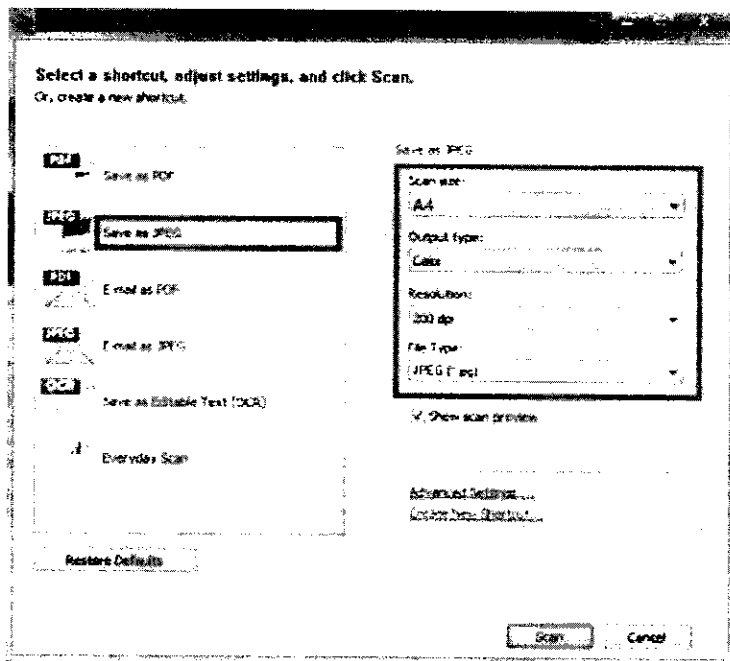 Select a shortcut, adjust settings, and click Scan.
Or, create a new shortcut.
PDF
Save as PDF
JPEG
Save as JPEG
PDF
E-mail as PDF
JPEG
E-mail as JPEG
OCR
Save as Editable Text (OCR)
Everyday Scan
Restore Defaults
Save as JPEG
Scan size:
A4
Output type:
Color
Resolution:
200 dpi
File Type:
JPEG (*.jpg)
Show scan preview
Advanced Settings...
Create New Shortcut...
Scan
Cancel